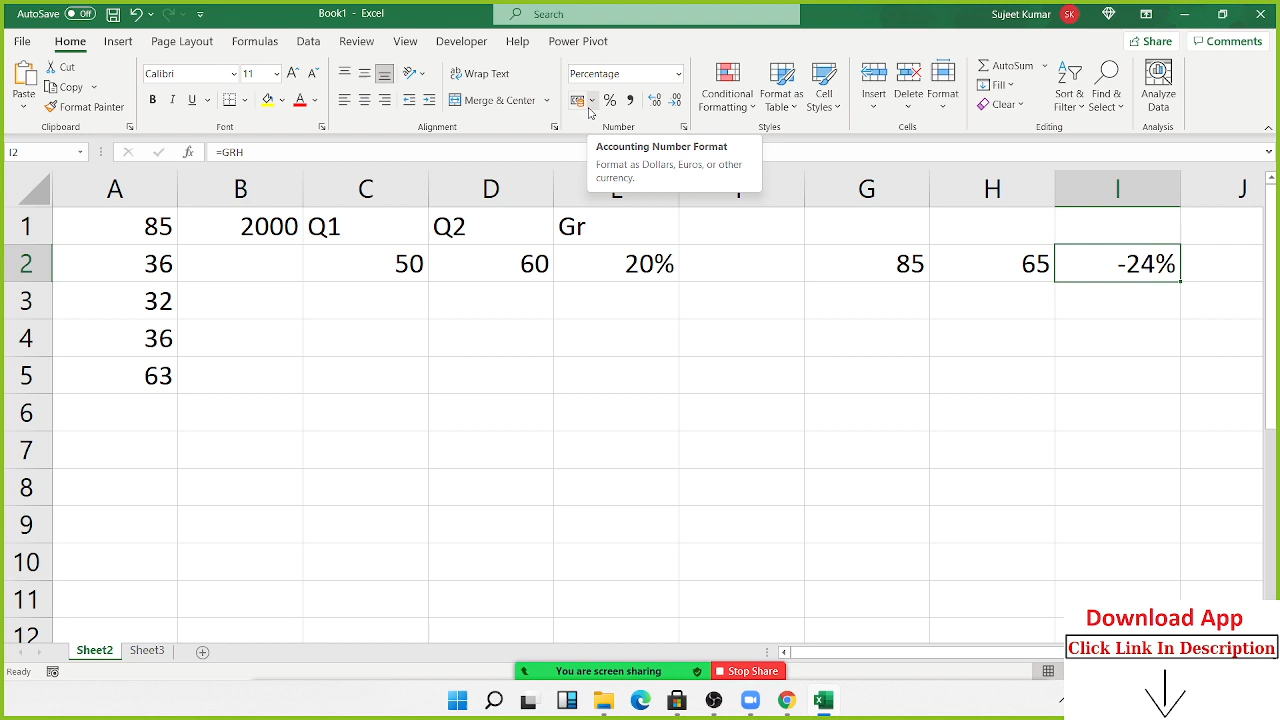 AutoSave Off Book1 - Excel Search Sujeet Kumar SK
File Home Insert Page Layout Formulas Data Review View Developer Help Power Pivot Share Comments
Paste Cut Copy Format Painter Clipboard
Calibri 11 B I U A Font
Wrap Text Merge & Center Alignment
Percentage % Number
Conditional Formatting Format as Table Cell Styles Styles
Insert Delete Format Cells
AutoSum Fill Clear Sort & Filter Find & Select Editing
Analyze Data Analysis
I2 fx =GRH
Accounting Number Format
Format as Dollars, Euros, or other
currency.
A B C D E F G H I J
1 85 2000 Q1 Q2 Gr
2 36 50 60 20% 85 65 -24%
3 32
4 36
5 63
6
7
8
9
10
11
12
Download App
Click Link In Description
Sheet2 Sheet3
Ready
You are screen sharing Stop Share